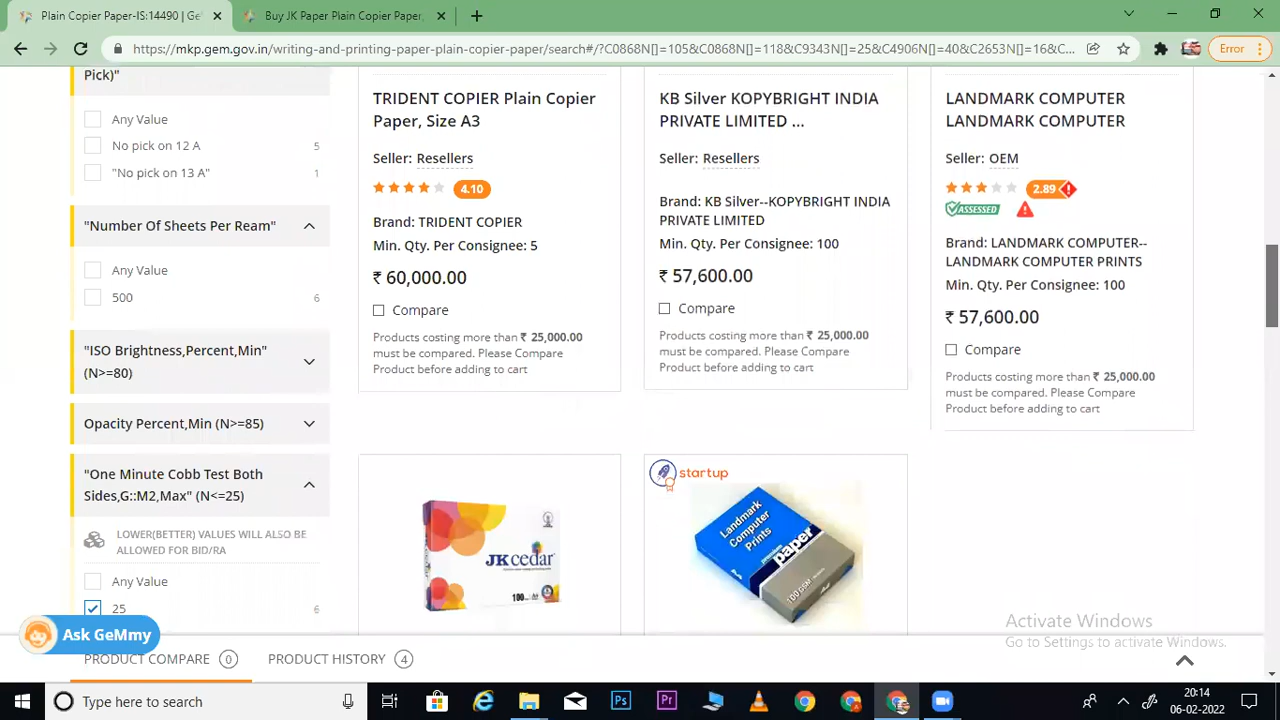 Plain Copier Paper-IS:14490 | Ge
Buy JK Paper Plain Copier Paper,
https://mkp.gem.gov.in/writing-and-printing-paper-plain-copier-paper/search#/?C0868N[]=105&C0868N[]=118&C9343N[]=25&C4906N[]=40&C2653N[]=16&C...
Error
Pick)"
Any Value
No pick on 12 A 5
"No pick on 13 A" 1
"Number Of Sheets Per Ream"
Any Value
500 6
"ISO Brightness,Percent,Min"
(N>=80)
Opacity Percent,Min (N>=85)
"One Minute Cobb Test Both
Sides,G::M2,Max" (N<=25)
LOWER(BETTER) VALUES WILL ALSO BE
ALLOWED FOR BID/RA
Any Value
25 6
TRIDENT COPIER Plain Copier
Paper, Size A3
Seller: Resellers
4.10
Brand: TRIDENT COPIER
Min. Qty. Per Consignee: 5
₹ 60,000.00
Compare
Products costing more than ₹ 25,000.00
must be compared. Please Compare
Product before adding to cart
KB Silver KOPYBRIGHT INDIA
PRIVATE LIMITED ...
Seller: Resellers
Brand: KB Silver--KOPYBRIGHT INDIA
PRIVATE LIMITED
Min. Qty. Per Consignee: 100
₹ 57,600.00
Compare
Products costing more than ₹ 25,000.00
must be compared. Please Compare
Product before adding to cart
LANDMARK COMPUTER
LANDMARK COMPUTER
Seller: OEM
2.89
ASSESSED
Brand: LANDMARK COMPUTER--
LANDMARK COMPUTER PRINTS
Min. Qty. Per Consignee: 100
₹ 57,600.00
Compare
Products costing more than ₹ 25,000.00
must be compared. Please Compare
Product before adding to cart
JK cedar
100
startup
Landmark
Computer
Prints
paper
100 GSM
Ask GeMmy
PRODUCT COMPARE 0
PRODUCT HISTORY 4
Activate Windows
Go to Settings to activate Windows.
Type here to search
Ps
Pr
20:14
06-02-2022